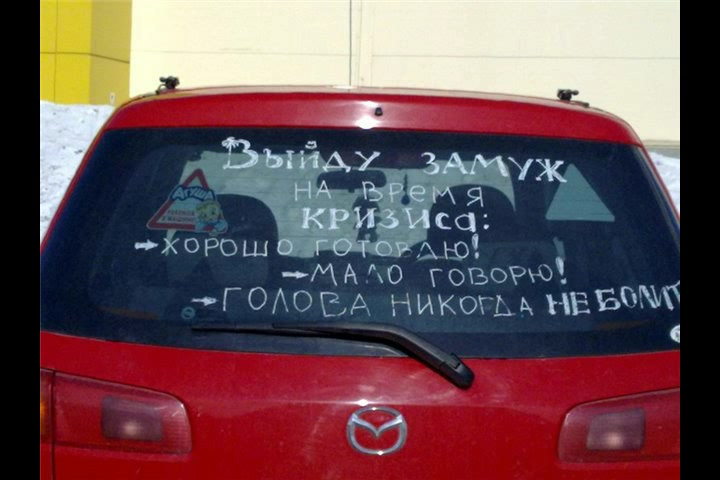 Выйду замуж
на время
кризиса:
→хорошо готовлю!
→мало говорю!
→голова никогда не болит
Агуша